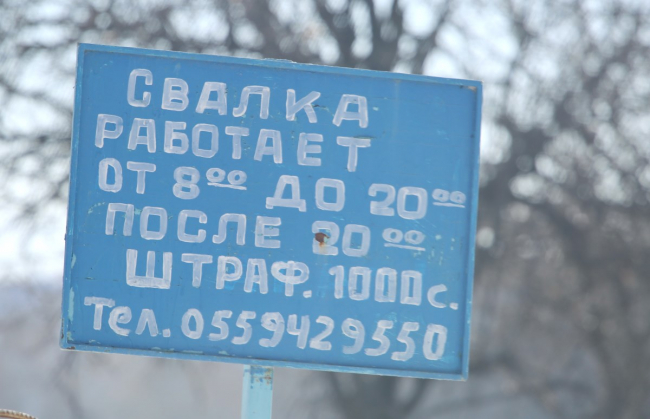 СВАЛКА
РАБОТАЕТ
ОТ 8⁰⁰ ДО 20⁰⁰
ПОСЛЕ 20⁰⁰
ШТРАФ. 1000с.
Тел. 0559429550